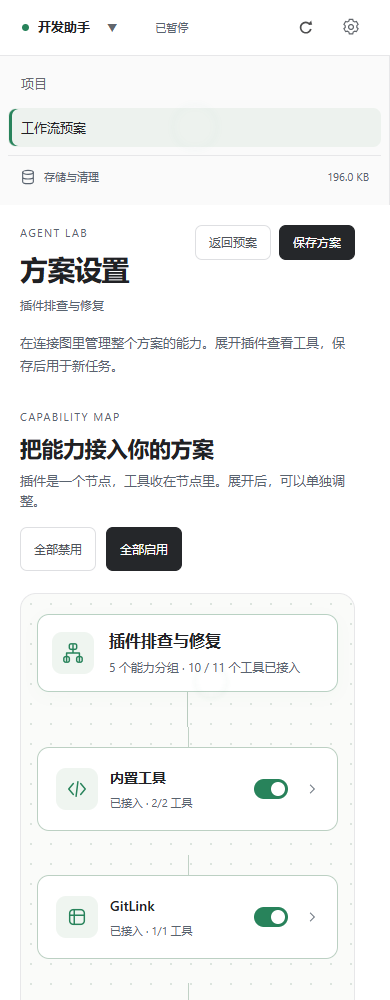 开发助手 ▼ 已暂停
项目
工作流预案
存储与清理 196.0 KB
AGENT LAB
返回预案 保存方案
方案设置
插件排查与修复
在连接图里管理整个方案的能力。展开插件查看工具，保
存后用于新任务。
CAPABILITY MAP
把能力接入你的方案
插件是一个节点，工具收在节点里。展开后，可以单独调
整。
全部禁用 全部启用
插件排查与修复
5 个能力分组 · 10 / 11 个工具已接入
内置工具
已接入 · 2/2 工具
GitLink
已接入 · 1/1 工具